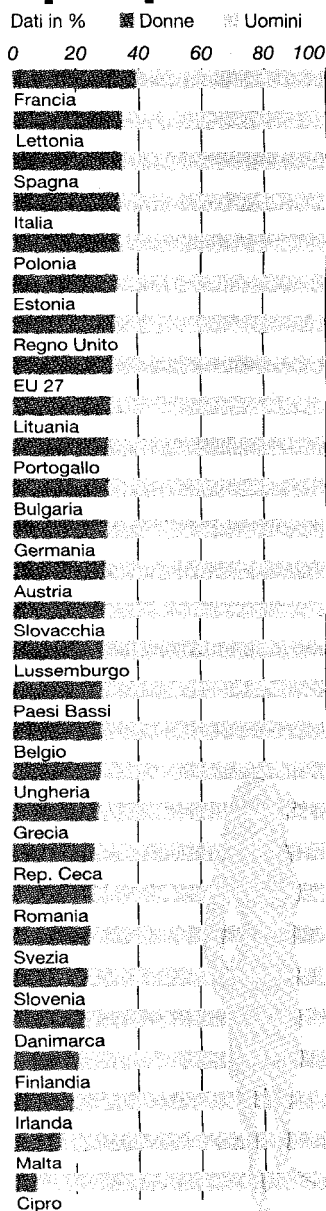 Dati in % Donne Uomini
0 20 40 60 80 100
Francia
Lettonia
Spagna
Italia
Polonia
Estonia
Regno Unito
EU 27
Lituania
Portogallo
Bulgaria
Germania
Austria
Slovacchia
Lussemburgo
Paesi Bassi
Belgio
Ungheria
Grecia
Rep. Ceca
Romania
Svezia
Slovenia
Danimarca
Finlandia
Irlanda
Malta
Cipro